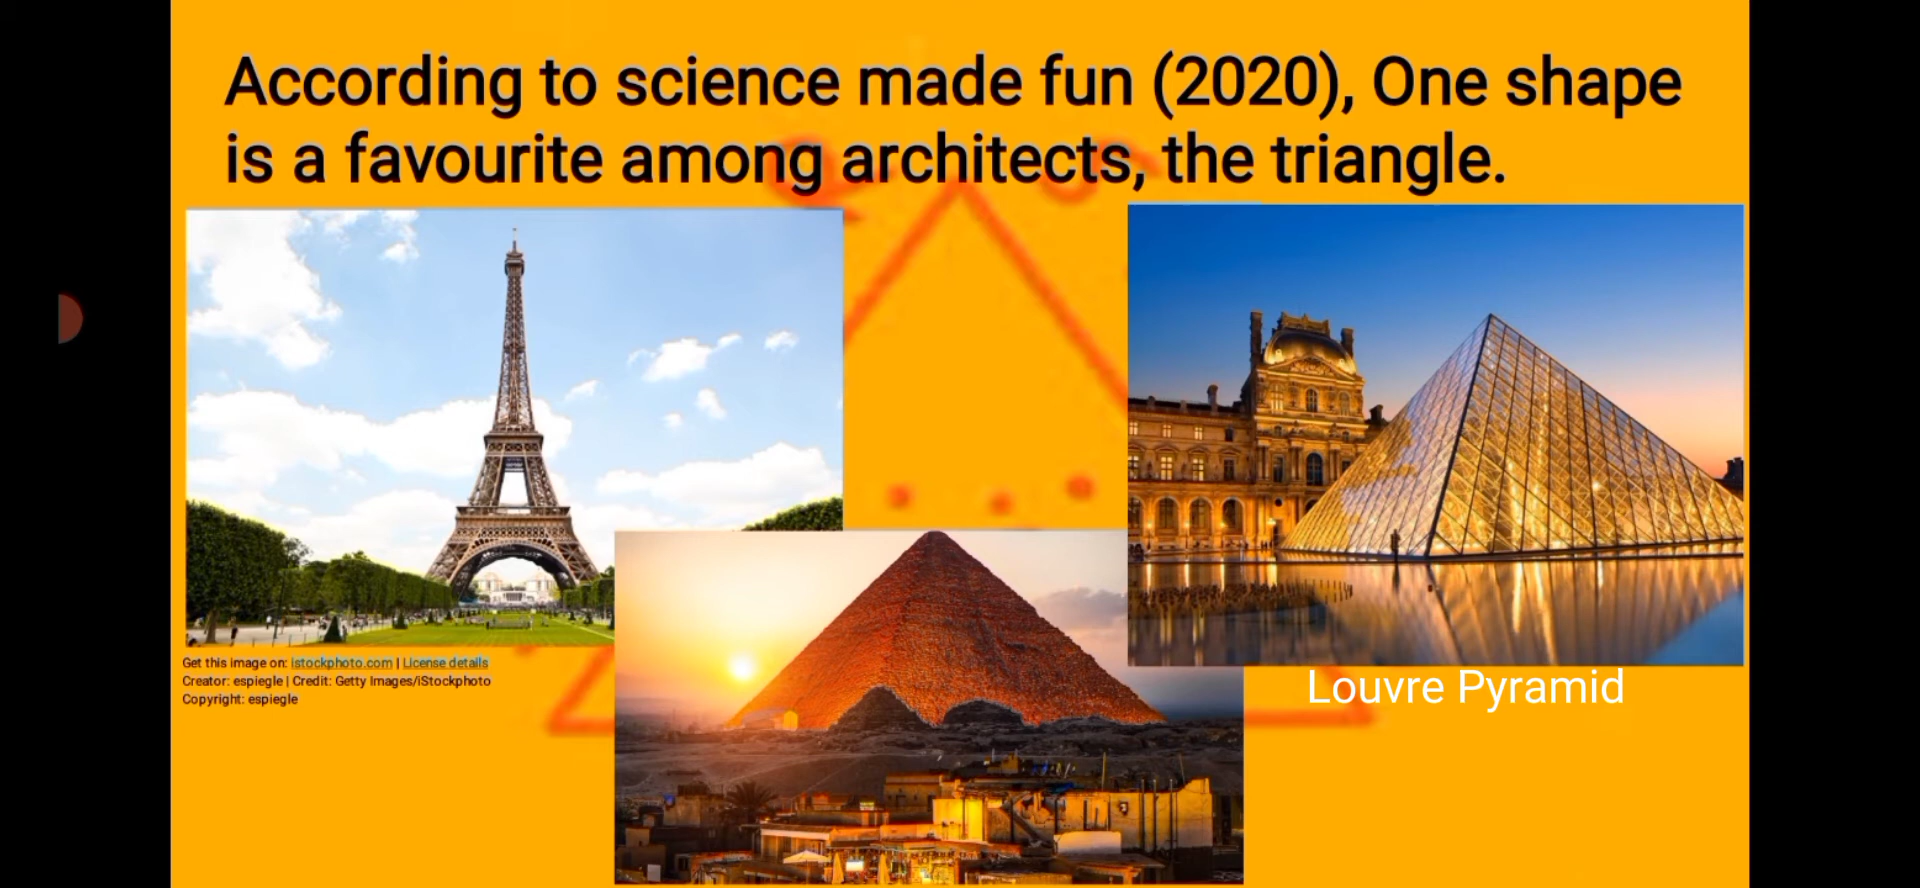 According to science made fun (2020), One shape
is a favourite among architects, the triangle.
Get this image on: istockphoto.com | License details
Creator: espiegle | Credit: Getty Images/iStockphoto
Copyright: espiegle
Louvre Pyramid